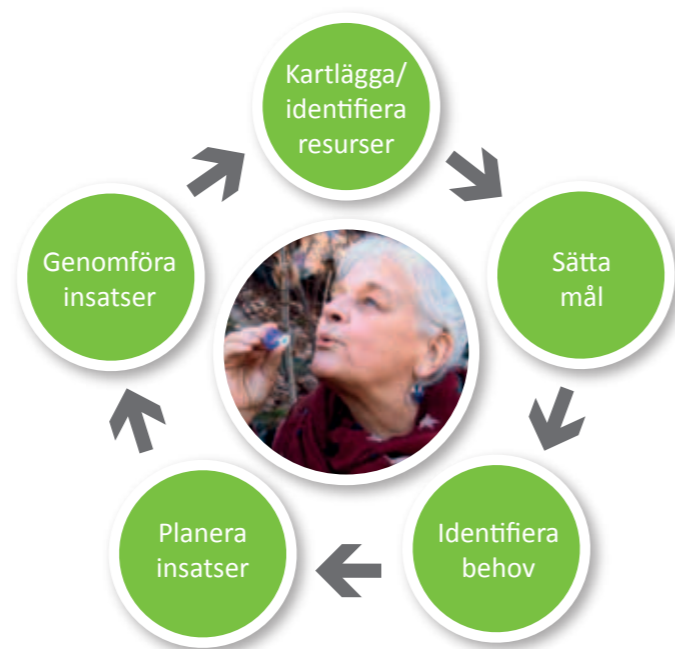 Kartlägga/
identifiera
resurser
Sätta
mål
Identifiera
behov
Planera
insatser
Genomföra
insatser